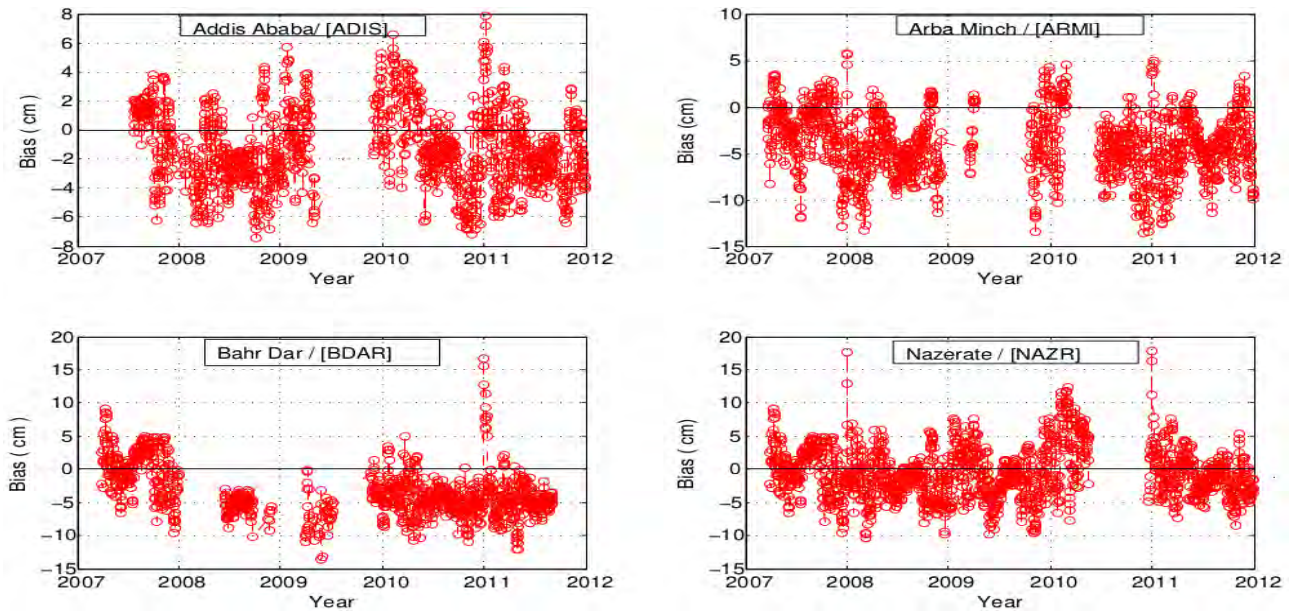 Addis Ababa/ [ADIS]
8
6
4
2
0
−2
−4
−6
−8
Bias ( cm )
2007 2008 2009 2010 2011 2012
Year
Arba Minch / [ARMI]
10
5
0
−5
−10
−15
Bias (cm)
2007 2008 2009 2010 2011 2012
Year
Bahr Dar / [BDAR]
20
15
10
5
0
−5
−10
−15
Bias ( cm )
2007 2008 2009 2010 2011 2012
Year
Nazerate / [NAZR]
20
15
10
5
0
−5
−10
−15
Bias ( cm )
2007 2008 2009 2010 2011 2012
Year